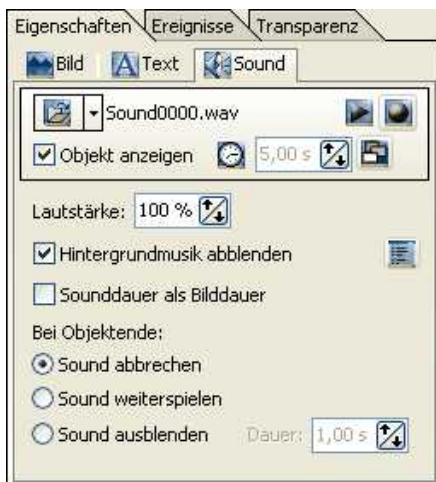 Eigenschaften Ereignisse Transparenz
Bild A Text Sound
Sound0000.wav
Objekt anzeigen 5,00 s
Lautstärke: 100 %
Hintergrundmusik abblenden
Sounddauer als Bilddauer
Bei Objektende:
Sound abbrechen
Sound weiterspielen
Sound ausblenden Dauer: 1,00 s